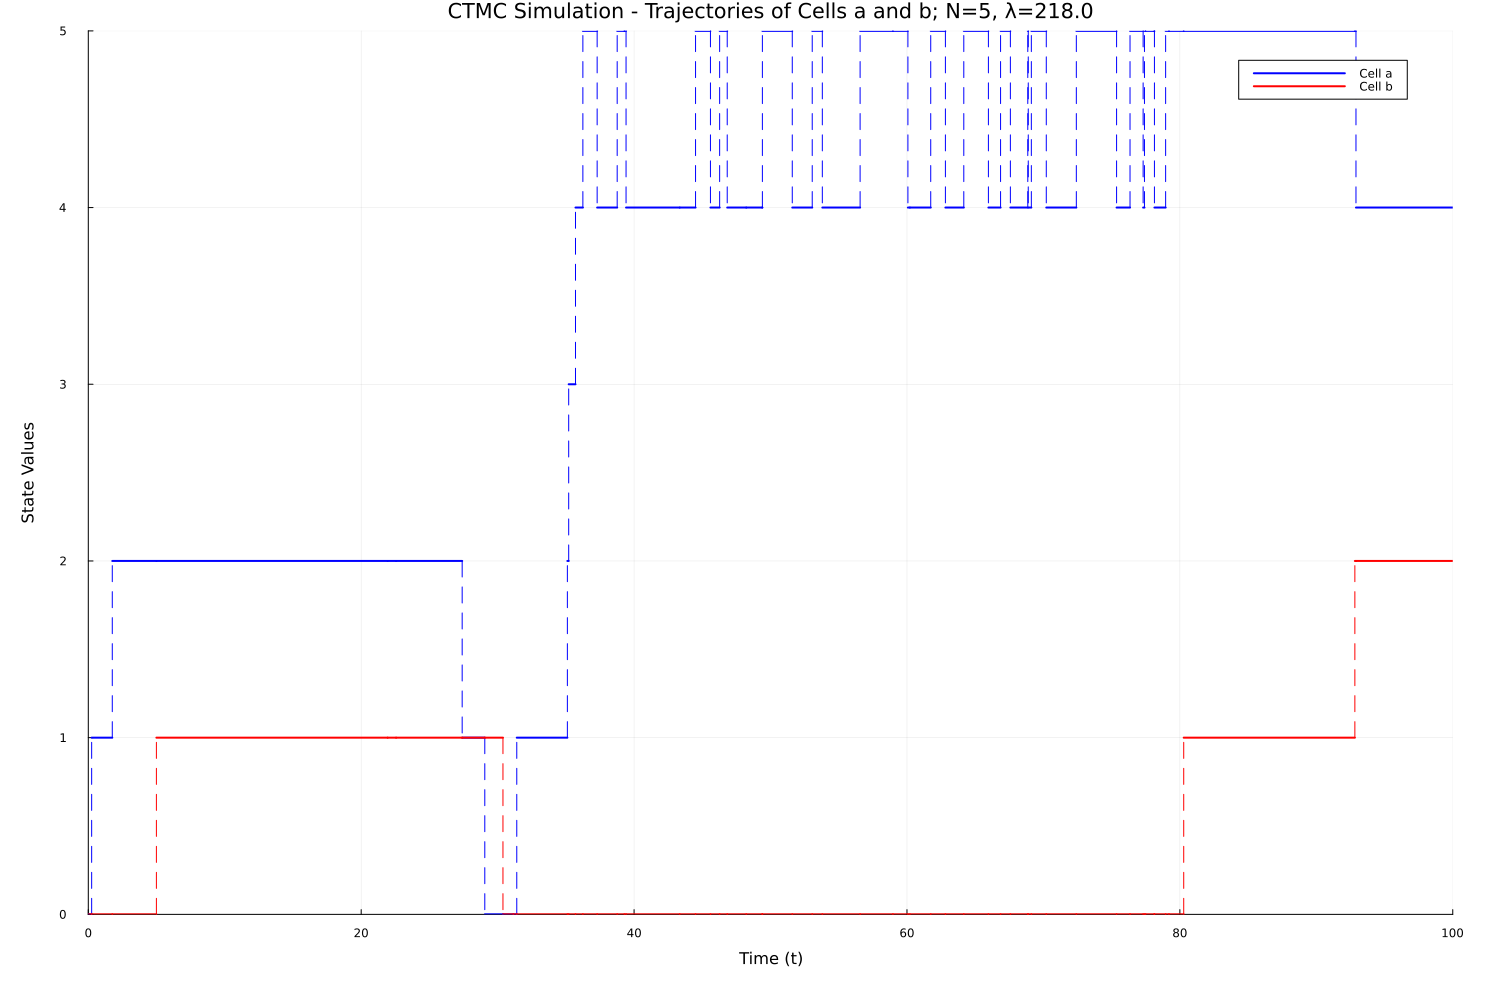 CTMC Simulation - Trajectories of Cells a and b; N=5, λ=218.0
State Values
5
4
3
2
1
0
Cell a
Cell b
0 20 40 60 80 100
Time (t)